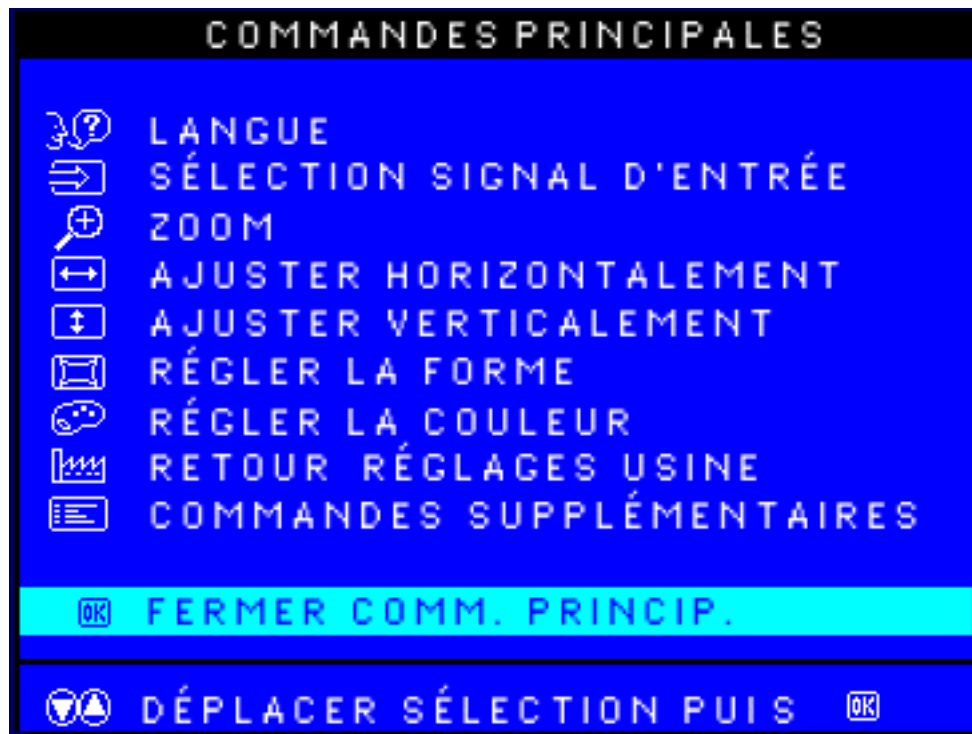 COMMANDES PRINCIPALES
LANGUE
SÉLECTION SIGNAL D'ENTRÉE
ZOOM
AJUSTER HORIZONTALEMENT
AJUSTER VERTICALEMENT
RÉGLER LA FORME
RÉGLER LA COULEUR
RETOUR RÉGLAGES USINE
COMMANDES SUPPLÉMENTAIRES
OK FERMER COMM. PRINCIP.
DÉPLACER SÉLECTION PUIS OK